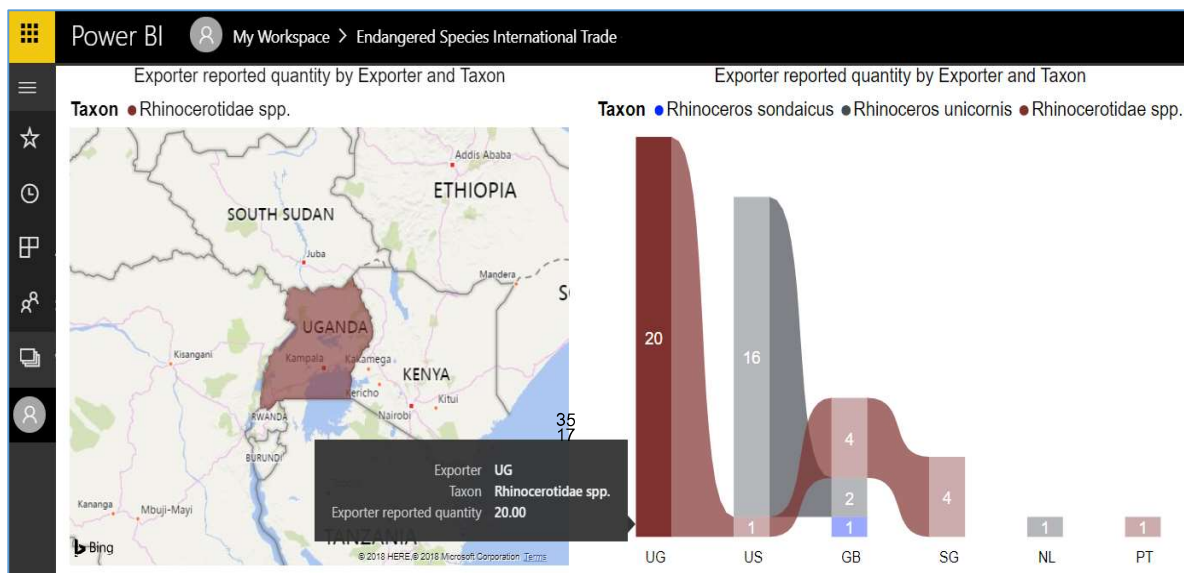 Power BI My Workspace > Endangered Species International Trade
Exporter reported quantity by Exporter and Taxon
Taxon Rhinocerotidae spp.
Addis Ababa
ETHIOPIA
SOUTH SUDAN
Juba
Mandera
UGANDA
Kisangani
Kampala
Kakamega
KENYA
Kericho
Kitui
Nairobi
RWANDA
BURUNDI
Kananga
Mbuji-Mayi
TANZANIA
Bing
© 2018 HERE,© 2018 Microsoft Corporation Terms
35
17
Exporter UG
Taxon Rhinocerotidae spp.
Exporter reported quantity 20.00
Exporter reported quantity by Exporter and Taxon
Taxon Rhinoceros sondaicus Rhinoceros unicornis Rhinocerotidae spp.
20
16
4
2
4
1
1
1
1
UG US GB SG NL PT